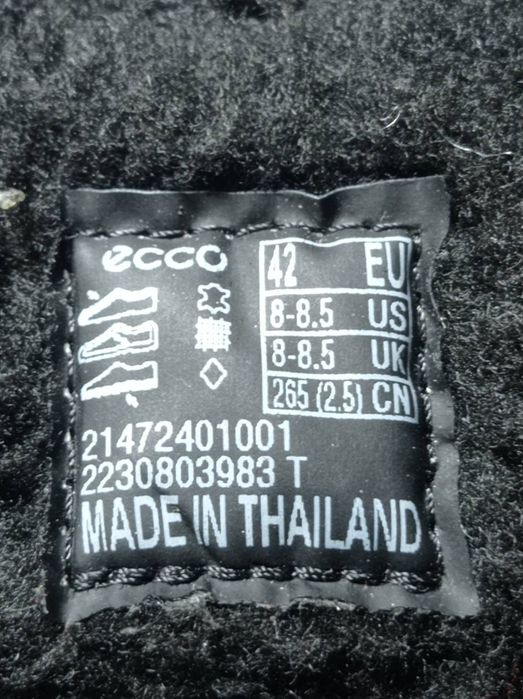 ecco
42 EU
8-8.5 US
8-8.5 UK
265 (2.5) CN
21472401001
2230803983 T
MADE IN THAILAND